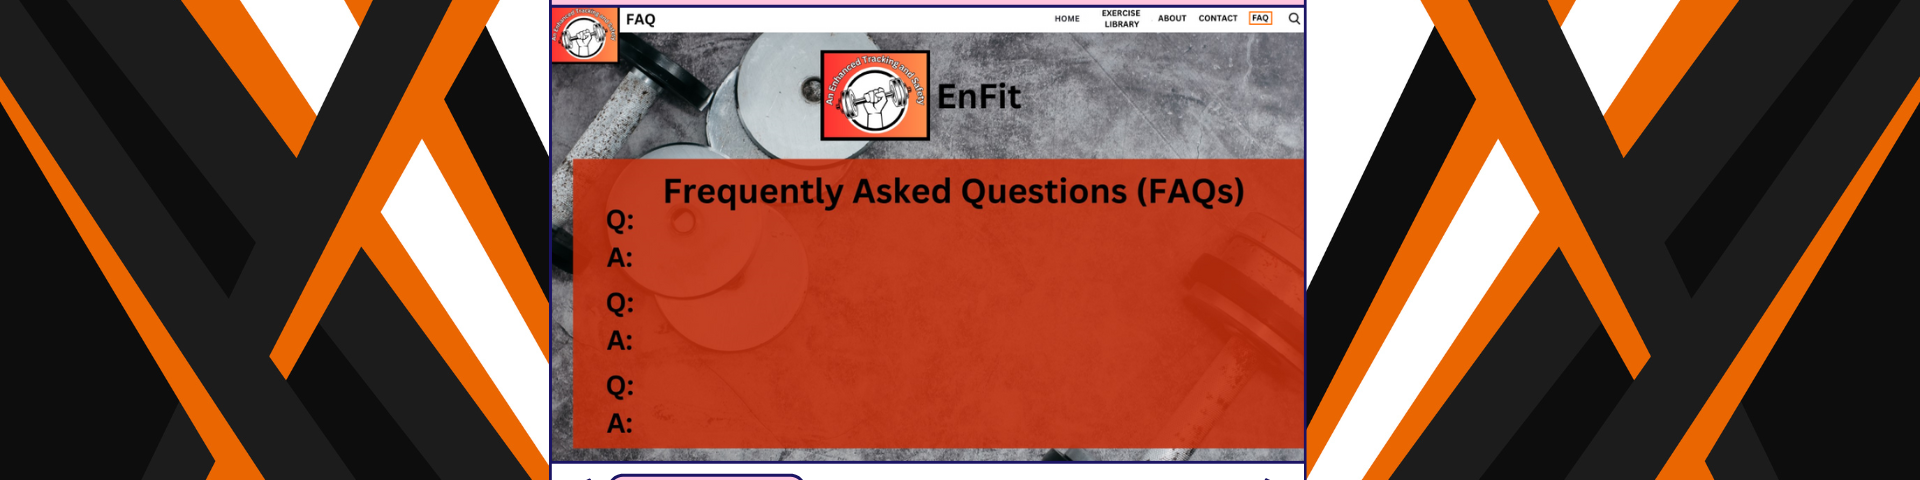 FAQ
HOME
EXERCISE
LIBRARY
ABOUT
CONTACT
FAQ
An Enhanced Tracking and Safety
EnFit
Frequently Asked Questions (FAQs)
Q:
A:
Q:
A:
Q:
A: